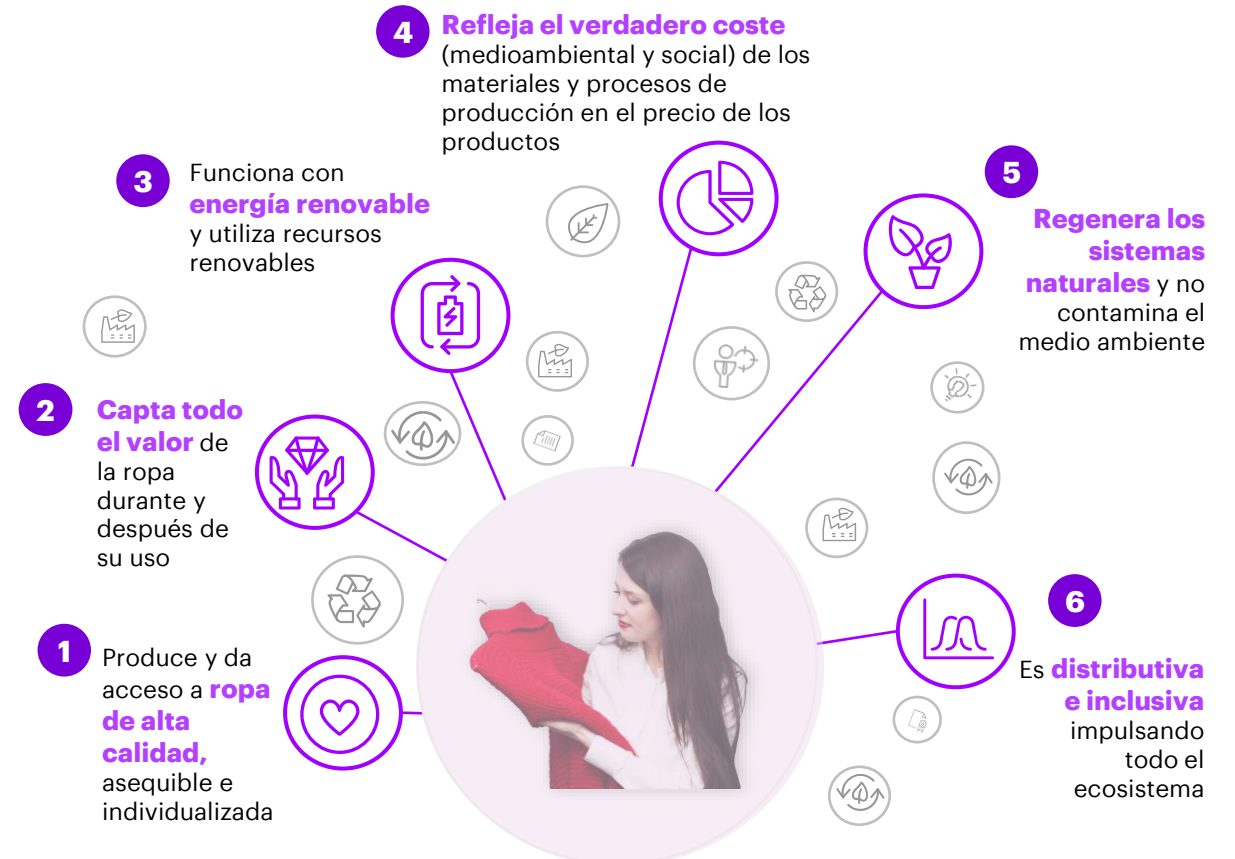 1
Produce y da
acceso a ropa
de alta
calidad,
asequible e
individualizada
2
Capta todo
el valor de
la ropa
durante y
después de
su uso
3
Funciona con
energía renovable
y utiliza recursos
renovables
4
Refleja el verdadero coste
(medioambiental y social) de los
materiales y procesos de
producción en el precio de los
productos
5
Regenera los
sistemas
naturales y no
contamina el
medio ambiente
6
Es distributiva
e inclusiva
impulsando
todo el
ecosistema